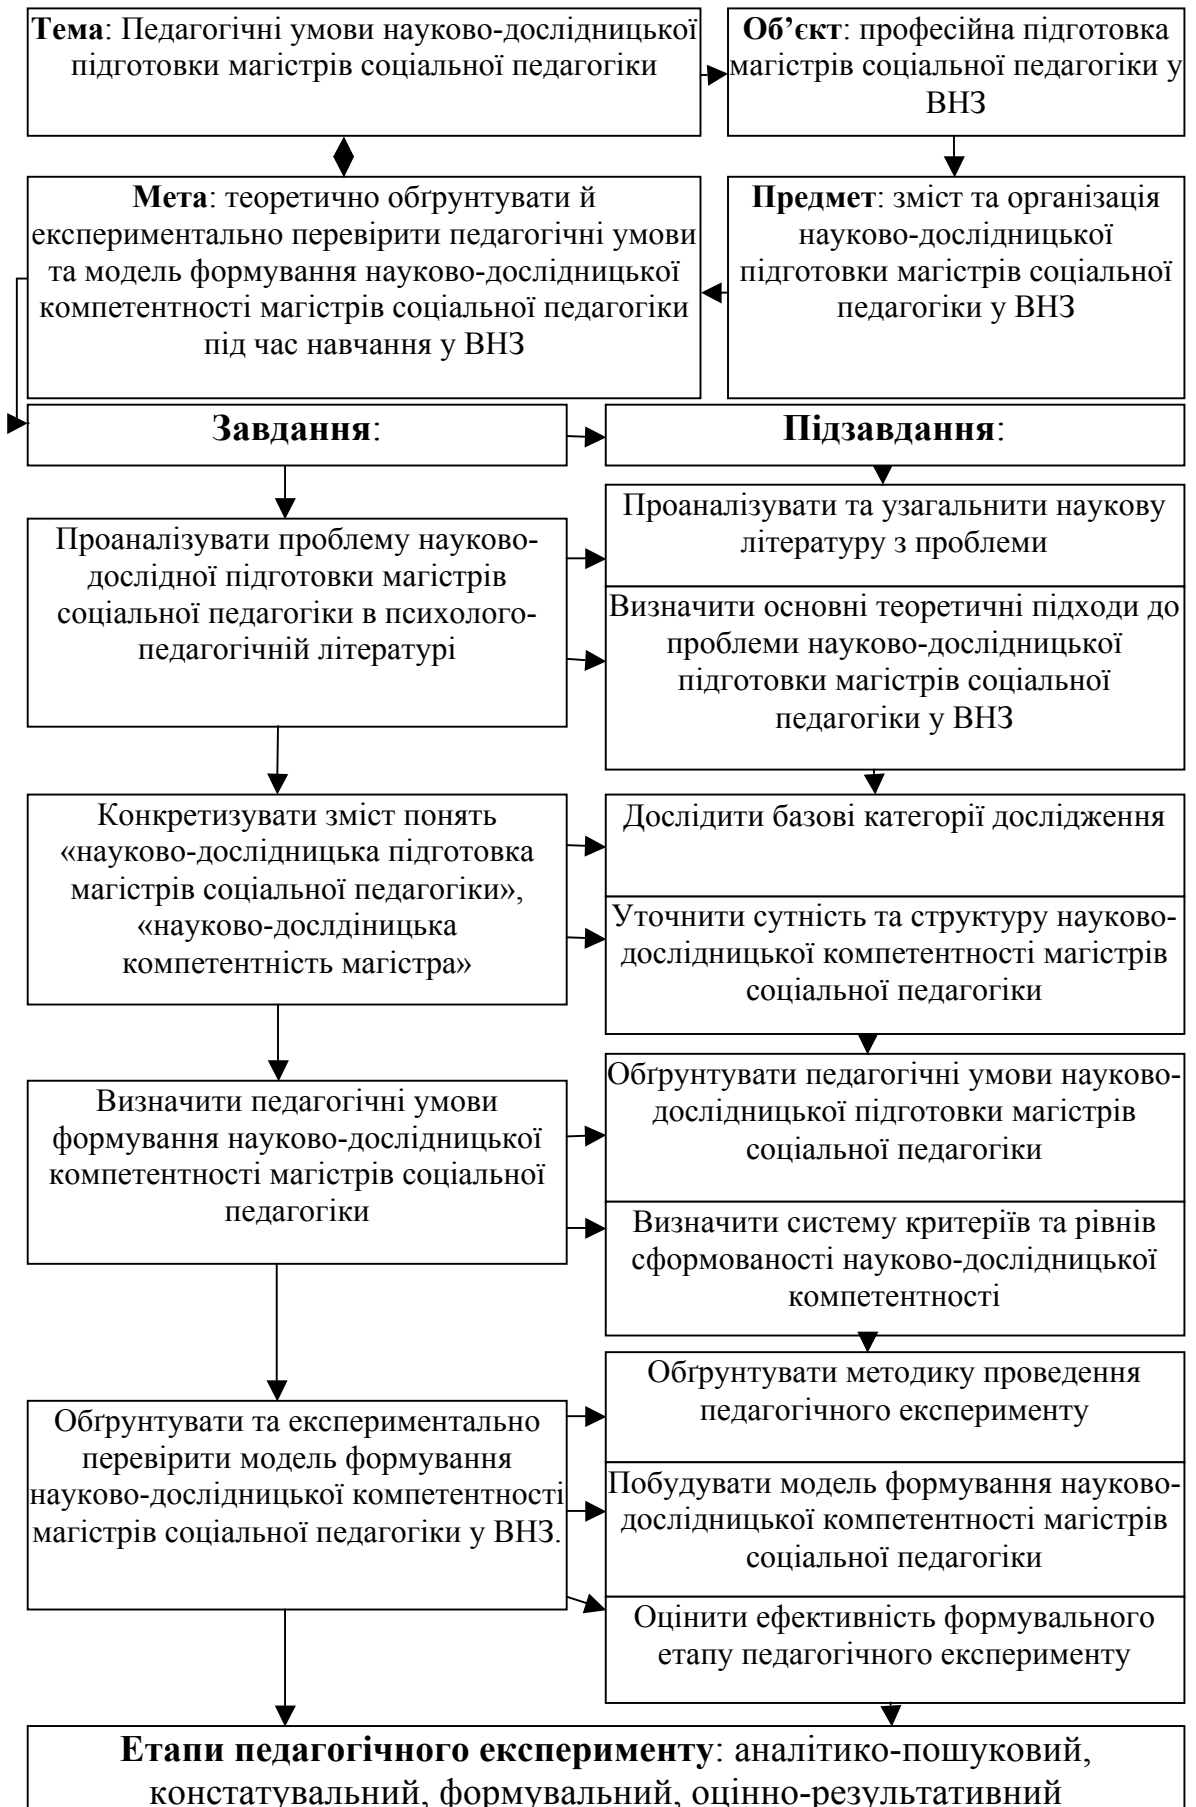 Тема: Педагогічні умови науково-дослідницької
підготовки магістрів соціальної педагогіки
Об’єкт: професійна підготовка
магістрів соціальної педагогіки у
ВНЗ
Мета: теоретично обґрунтувати й
експериментально перевірити педагогічні умови
та модель формування науково-дослідницької
компетентності магістрів соціальної педагогіки
під час навчання у ВНЗ
Предмет: зміст та організація
науково-дослідницької
підготовки магістрів соціальної
педагогіки у ВНЗ
Завдання:
Підзавдання:
Проаналізувати проблему науково-
дослідної підготовки магістрів
соціальної педагогіки в психолого-
педагогічній літературі
Проаналізувати та узагальнити наукову
літературу з проблеми
Визначити основні теоретичні підходи до
проблеми науково-дослідницької
підготовки магістрів соціальної
педагогіки у ВНЗ
Конкретизувати зміст понять
«науково-дослідницька підготовка
магістрів соціальної педагогіки»,
«науково-дослдіницька
компетентність магістра»
Дослідити базові категорії дослідження
Уточнити сутність та структуру науково-
дослідницької компетентності магістрів
соціальної педагогіки
Визначити педагогічні умови
формування науково-дослідницької
компетентності магістрів соціальної
педагогіки
Обґрунтувати педагогічні умови науково-
дослідницької підготовки магістрів
соціальної педагогіки
Визначити систему критеріїв та рівнів
сформованості науково-дослідницької
компетентності
Обґрунтувати та експериментально
перевірити модель формування
науково-дослідницької компетентності
магістрів соціальної педагогіки у ВНЗ.
Обґрунтувати методику проведення
педагогічного експерименту
Побудувати модель формування науково-
дослідницької компетентності магістрів
соціальної педагогіки
Оцінити ефективність формувального
етапу педагогічного експерименту
Етапи педагогічного експерименту: аналітико-пошуковий,
констатувальний, формувальний, оцінно-результативний